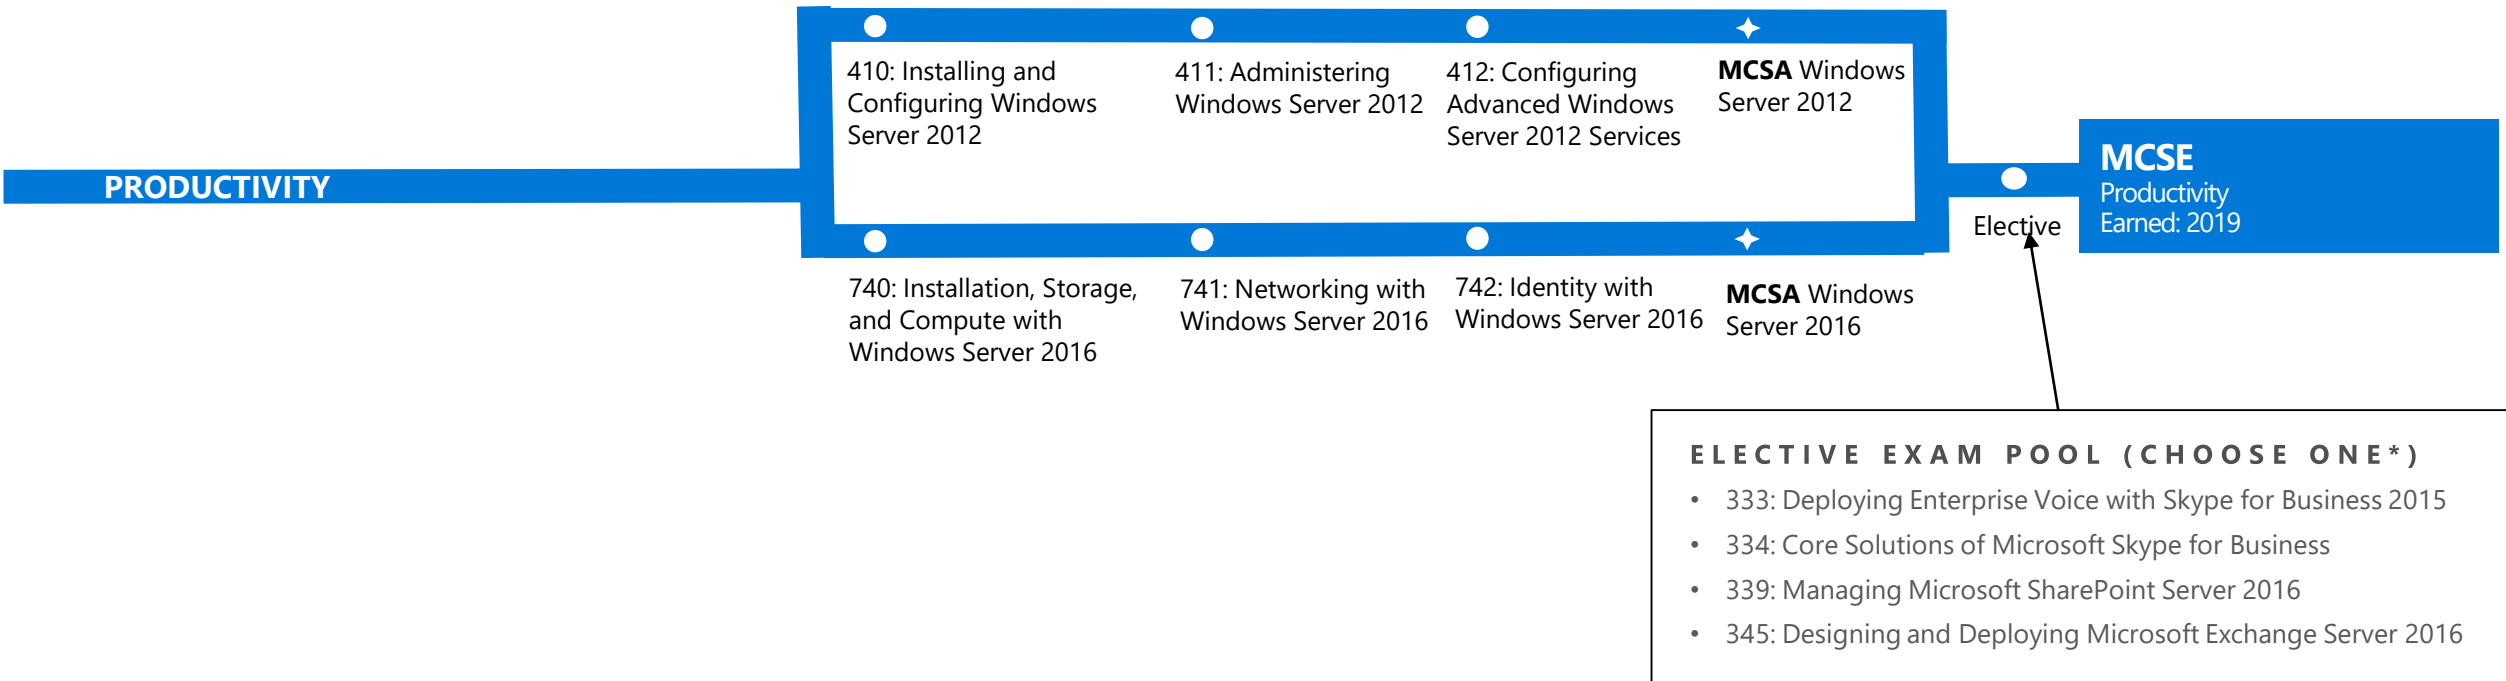 PRODUCTIVITY
410: Installing and
Configuring Windows
Server 2012
411: Administering
Windows Server 2012
412: Configuring
Advanced Windows
Server 2012 Services
MCSA Windows
Server 2012
740: Installation, Storage,
and Compute with
Windows Server 2016
741: Networking with
Windows Server 2016
742: Identity with
Windows Server 2016
MCSA Windows
Server 2016
Elective
MCSE
Productivity
Earned: 2019
ELECTIVE EXAM POOL (CHOOSE ONE*)
• 333: Deploying Enterprise Voice with Skype for Business 2015
• 334: Core Solutions of Microsoft Skype for Business
• 339: Managing Microsoft SharePoint Server 2016
• 345: Designing and Deploying Microsoft Exchange Server 2016